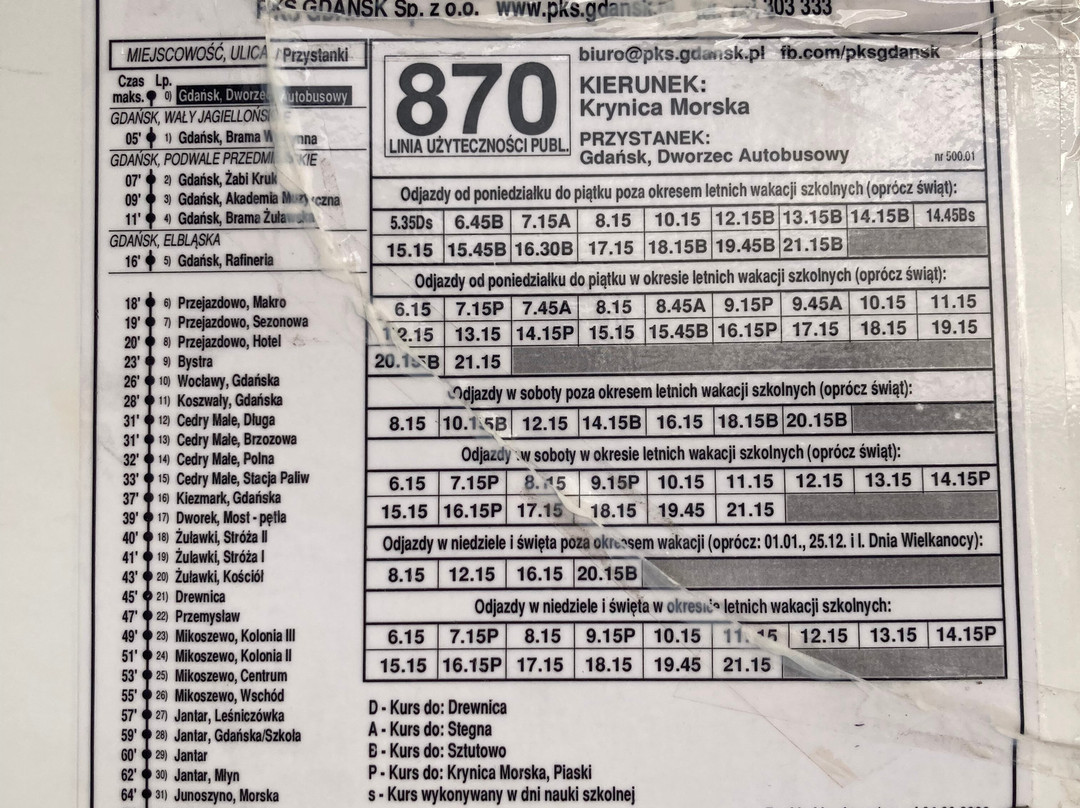 PKS GDAŃSK Sp. z o.o. www.pks.gdansk.pl 303 333
MIEJSCOWOŚĆ, ULICA / Przystanki
Czas Lp.
maks. 0) Gdańsk, Dworzec Autobusowy
GDAŃSK, WAŁY JAGIELLOŃSKIE
05' 1) Gdańsk, Brama Wyżynna
GDAŃSK, PODWALE PRZEDMIEJSKIE
07' 2) Gdańsk, Żabi Kruk
09' 3) Gdańsk, Akademia Muzyczna
11' 4) Gdańsk, Brama Żuławska
GDAŃSK, ELBLĄSKA
16' 5) Gdańsk, Rafineria
18' 6) Przejazdowo, Makro
19' 7) Przejazdowo, Sezonowa
20' 8) Przejazdowo, Hotel
23' 9) Bystra
26' 10) Wocławy, Gdańska
28' 11) Koszwały, Gdańska
31' 12) Cedry Małe, Długa
31' 13) Cedry Małe, Brzozowa
32' 14) Cedry Małe, Polna
33' 15) Cedry Małe, Stacja Paliw
37' 16) Kiezmark, Gdańska
39' 17) Dworek, Most - pętla
40' 18) Żuławki, Stróża II
41' 19) Żuławki, Stróża I
43' 20) Żuławki, Kościół
45' 21) Drewnica
47' 22) Przemysław
49' 23) Mikoszewo, Kolonia III
51' 24) Mikoszewo, Kolonia II
53' 25) Mikoszewo, Centrum
55' 26) Mikoszewo, Wschód
57' 27) Jantar, Leśniczówka
59' 28) Jantar, Gdańska/Szkoła
60' 29) Jantar
62' 30) Jantar, Młyn
64' 31) Junoszyno, Morska
870
LINIA UŻYTECZNOŚCI PUBL.
biuro@pks.gdansk.pl fb.com/pksgdansk
KIERUNEK:
Krynica Morska
PRZYSTANEK:
Gdańsk, Dworzec Autobusowy nr 500.01
Odjazdy od poniedziałku do piątku poza okresem letnich wakacji szkolnych (oprócz świąt):
5.35Ds 6.45B 7.15A 8.15 10.15 12.15B 13.15B 14.15B 14.45Bs
15.15 15.45B 16.30B 17.15 18.15B 19.45B 21.15B
Odjazdy od poniedziałku do piątku w okresie letnich wakacji szkolnych (oprócz świąt):
6.15 7.15P 7.45A 8.15 8.45A 9.15P 9.45A 10.15 11.15
12.15 13.15 14.15P 15.15 15.45B 16.15P 17.15 18.15 19.15
20.15B 21.15
Odjazdy w soboty poza okresem letnich wakacji szkolnych (oprócz świąt):
8.15 10.15B 12.15 14.15B 16.15 18.15B 20.15B
Odjazdy w soboty w okresie letnich wakacji szkolnych (oprócz świąt):
6.15 7.15P 8.15 9.15P 10.15 11.15 12.15 13.15 14.15P
15.15 16.15P 17.15 18.15 19.45 21.15
Odjazdy w niedziele i święta poza okresem wakacji (oprócz: 01.01., 25.12. i I. Dnia Wielkanocy):
8.15 12.15 16.15 20.15B
Odjazdy w niedziele i święta w okresie letnich wakacji szkolnych:
6.15 7.15P 8.15 9.15P 10.15 11.15 12.15 13.15 14.15P
15.15 16.15P 17.15 18.15 19.45 21.15
D - Kurs do: Drewnica
A - Kurs do: Stegna
B - Kurs do: Sztutowo
P - Kurs do: Krynica Morska, Piaski
s - Kurs wykonywany w dni nauki szkolnej